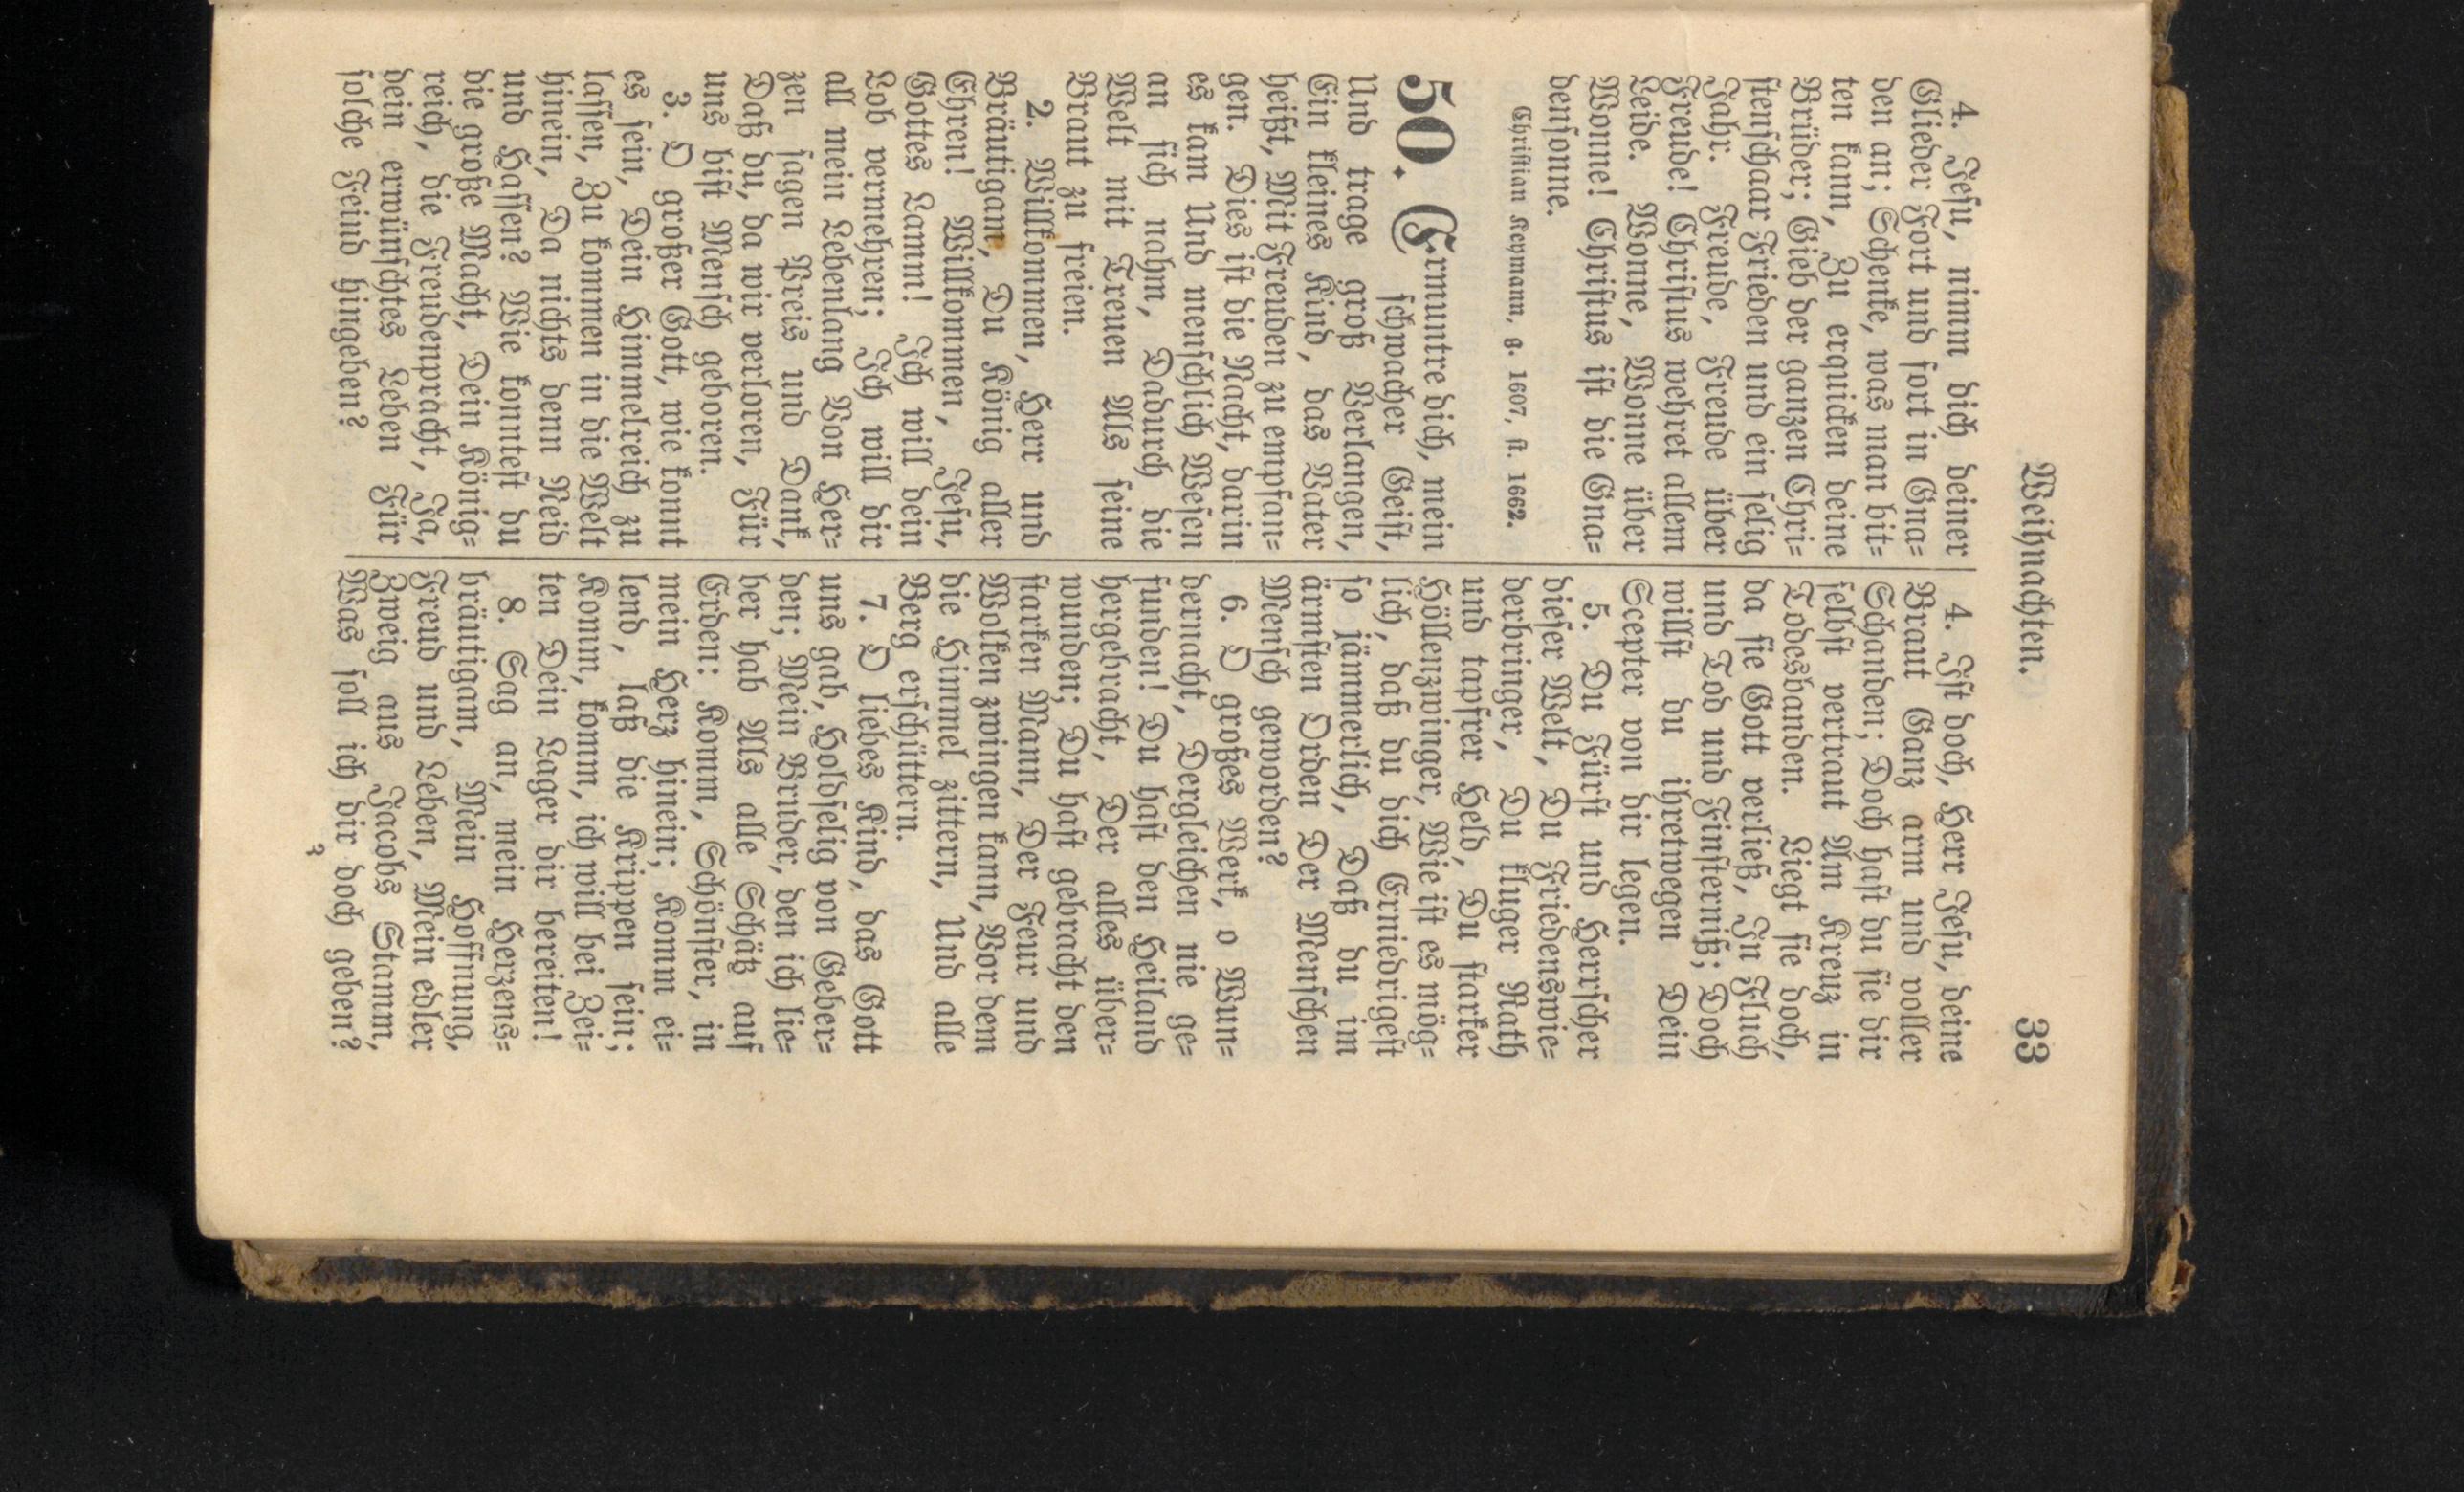 Weihnachten. 33
4. Jesu, nimm dich deiner
Glieder Fort und fort in Gna=
den an; Schenke, was man bit=
ten kann, Zu erquicken deine
Brüder; Gieb der ganzen Chri=
stenschaar Frieden und ein selig
Jahr. Freude, Freude über
Freude! Christus wehret allem
Leide. Wonne, Wonne über
Wonne! Christus ist die Gna=
densonne.
Christian Keymann, g. 1607, st. 1662.
50. Ermuntre dich, mein
schwacher Geist,
Und trage groß Verlangen,
Ein kleines Kind, das Vater
heißt, Mit Freuden zu empfan=
gen. Dies ist die Nacht, darin
es kam Und menschlich Wesen
an sich nahm, Dadurch die
Welt mit Treuen Als seine
Braut zu freien.
2. Willkommen, Herr und
Bräutigam, Du König aller
Ehren! Willkommen, Jesu,
Gottes Lamm! Ich will dein
Lob vermehren; Ich will dir
all mein Lebenlang Von Her=
zen sagen Preis und Dank,
Daß du, da wir verloren, Für
uns bist Mensch geboren.
3. O großer Gott, wie konnt
es sein, Dein Himmelreich zu
lassen, Zu kommen in die Welt
hinein, Da nichts denn Neid
und Hassen? Wie konntest du
die große Macht, Dein König=
reich, die Freudenpracht, Ja,
dein erwünschtes Leben Für
solche Feind hingeben?
4. Ist doch, Herr Jesu, deine
Braut Ganz arm und voller
Schanden; Doch hast du sie dir
selbst vertraut Am Kreuz in
Todesbanden. Liegt sie doch,
da sie Gott verließ, In Fluch
und Tod und Finsterniß; Doch
willst du ihretwegen Dein
Scepter von dir legen.
5. Du Fürst und Herrscher
dieser Welt, Du Friedenswie=
derbringer, Du kluger Rath
und tapfrer Held, Du starker
Höllenzwinger, Wie ist es mög=
lich, daß du dich Erniedrigest
so jämmerlich, Daß du im
ärmsten Orden Der Menschen
Mensch geworden?
6. O großes Werk, o Wun=
dernacht, Dergleichen nie ge=
funden! Du hast den Heiland
hergebracht, Der alles über=
wunden; Du hast gebracht den
starken Mann, Der Feur und
Wolken zwingen kann, Vor dem
die Himmel zittern, Und alle
Berg erschüttern.
7. O liebes Kind, das Gott
uns gab, Holdselig von Geber=
den; Mein Bruder, den ich lie=
ber hab Als alle Schätz auf
Erden: Komm, Schönster, in
mein Herz hinein; Komm ei=
lend, laß die Krippen sein;
Komm, komm, ich will bei Zei=
ten Dein Lager dir bereiten!
8. Sag an, mein Herzens=
bräutigam, Mein Hoffnung,
Freud und Leben, Mein edler
Zweig aus Jacobs Stamm,
Was soll ich dir doch geben?
3